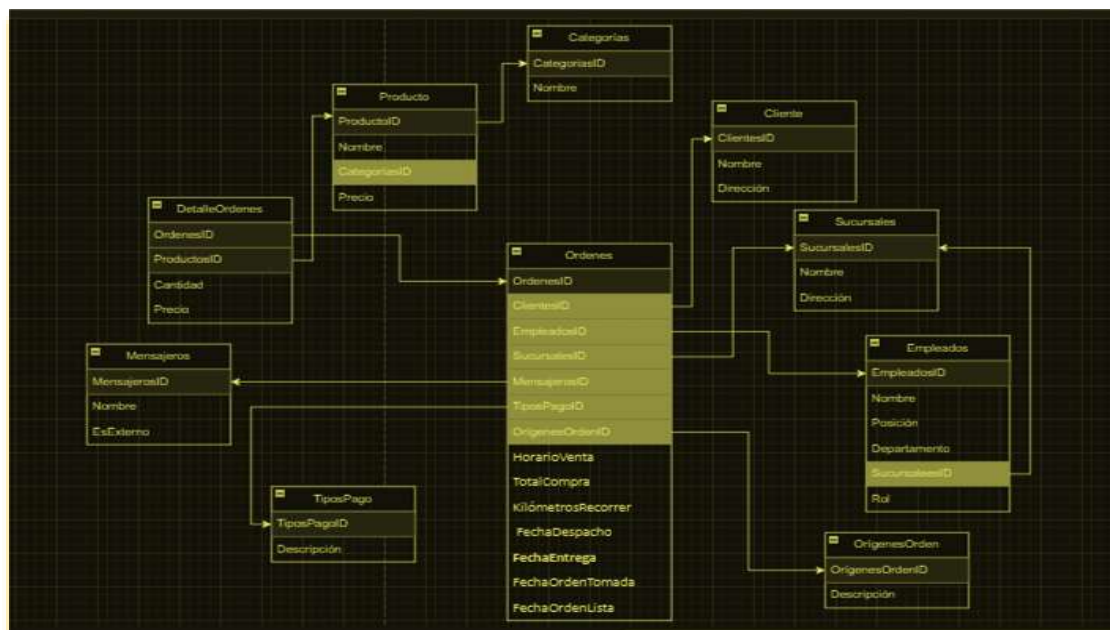 Categorías
CategoriasID
Nombre
Producto
ProductoID
Nombre
CategoriasID
Precio
Cliente
ClientesID
Nombre
Dirección
DetalleOrdenes
OrdenesID
ProductosID
Cantidad
Precio
Sucursales
SucursalesID
Nombre
Dirección
Ordenes
OrdenesID
ClientesID
EmpleadosID
SucursalesID
MensajerosID
TiposPagoID
OrigenesOrdenID
HorarioVenta
TotalCompra
KilómetrosRecorrer
FechaDespacho
FechaEntrega
FechaOrdenTomada
FechaOrdenLista
Mensajeros
MensajerosID
Nombre
EsExterno
Empleados
EmpleadosID
Nombre
Posición
Departamento
SucursaleesID
Rol
TiposPago
TiposPagoID
Descripción
OrígenesOrden
OrigenesOrdenID
Descripción